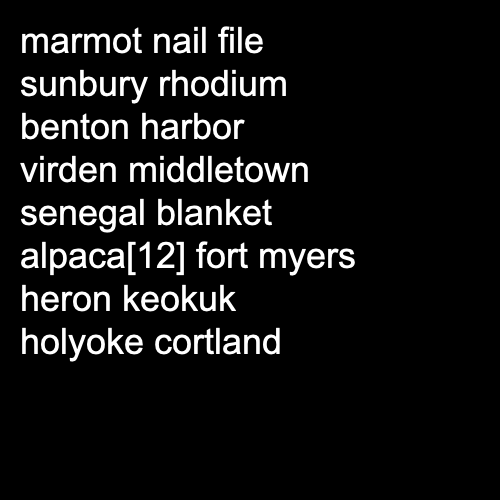 marmot nail file
sunbury rhodium
benton harbor
virden middletown
senegal blanket
alpaca[12] fort myers
heron keokuk
holyoke cortland